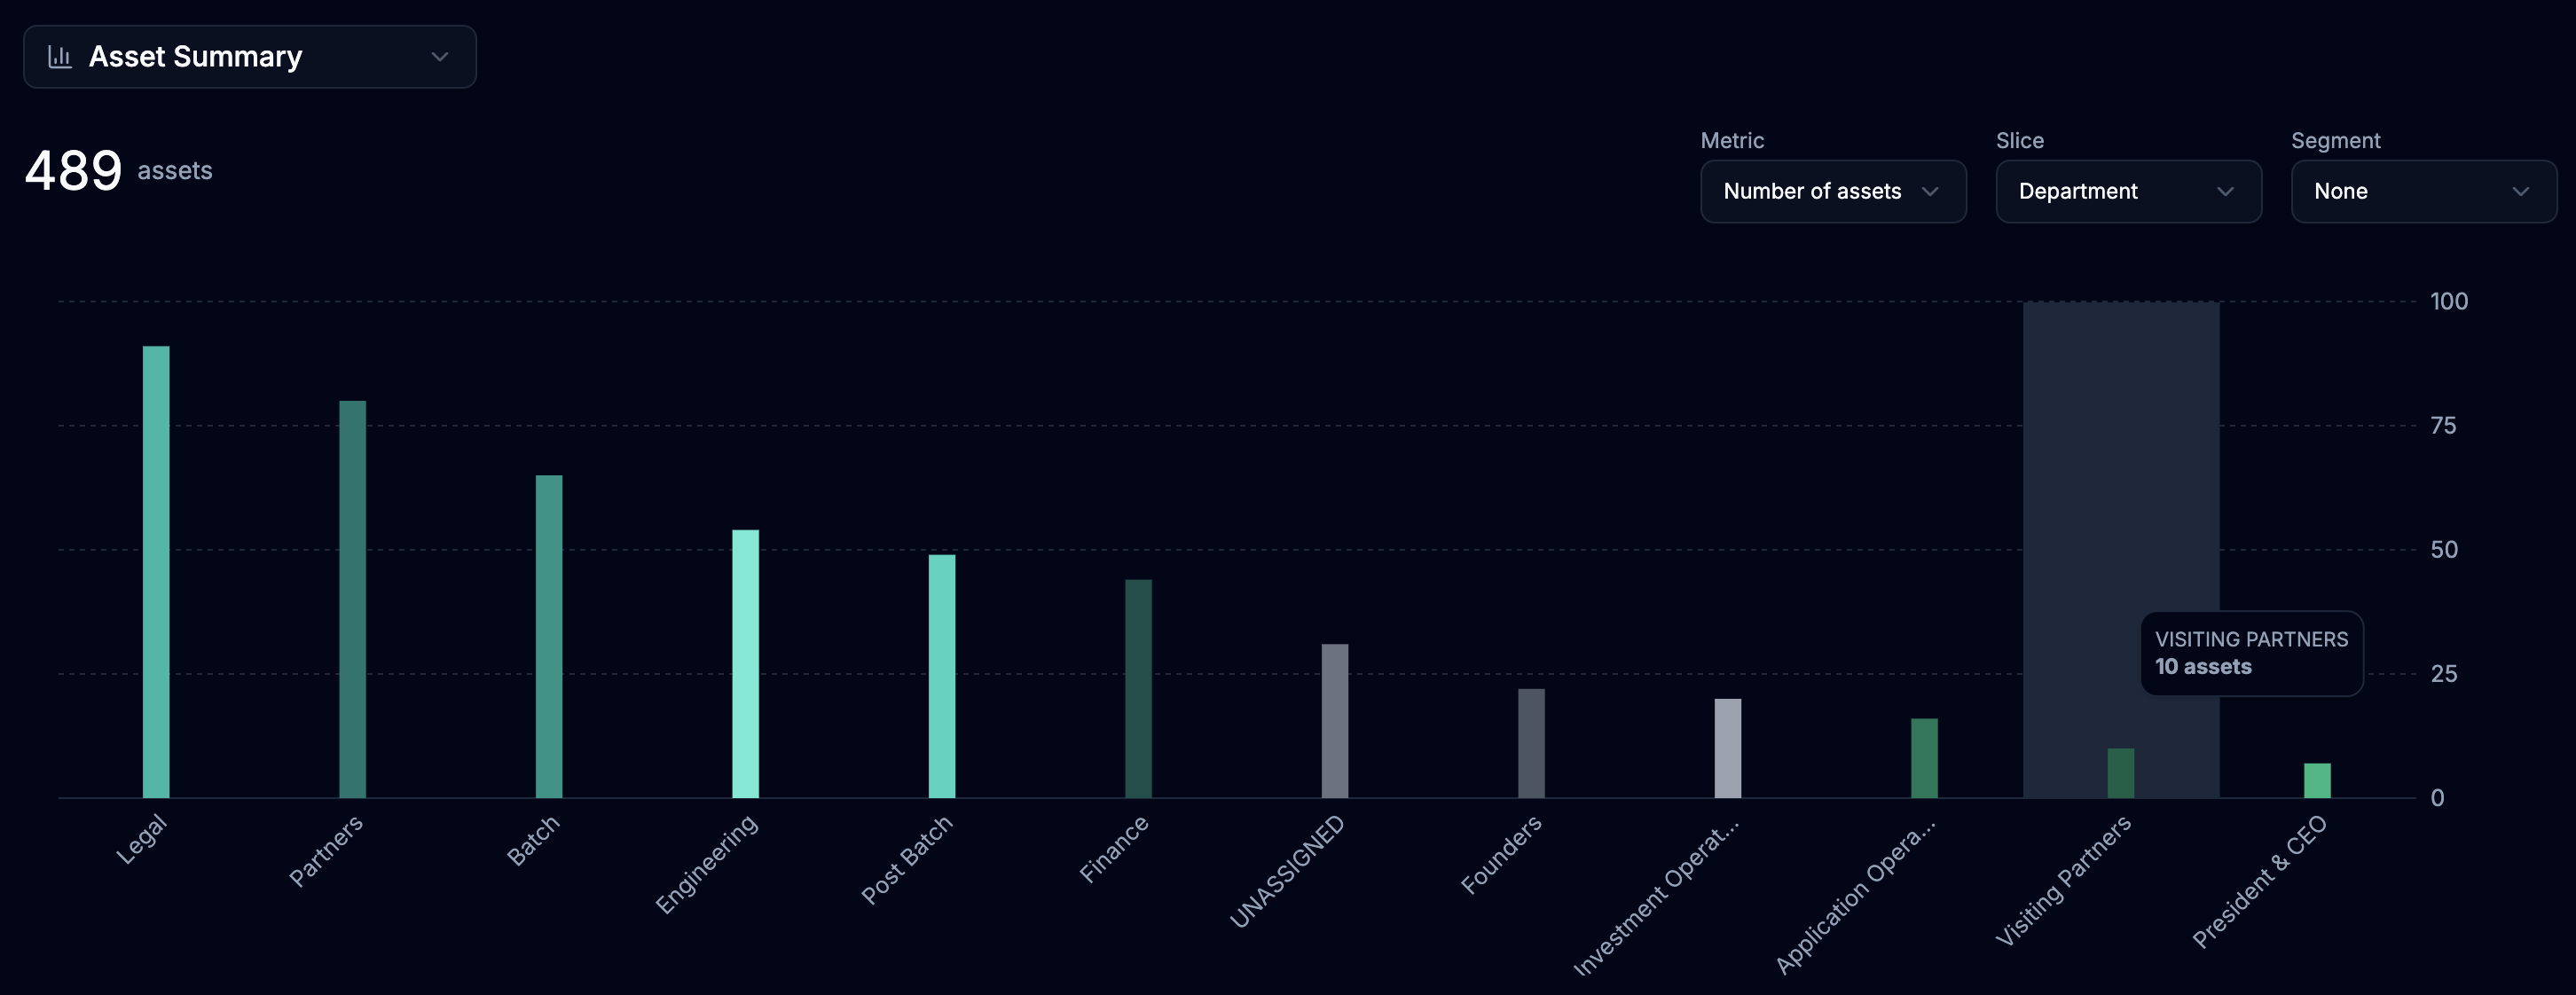 Asset Summary
489 assets
Metric
Number of assets
Slice
Department
Segment
None
100
75
50
25
0
VISITING PARTNERS
10 assets
Legal
Partners
Batch
Engineering
Post Batch
Finance
UNASSIGNED
Founders
Investment Operat...
Application Opera...
Visiting Partners
President & CEO